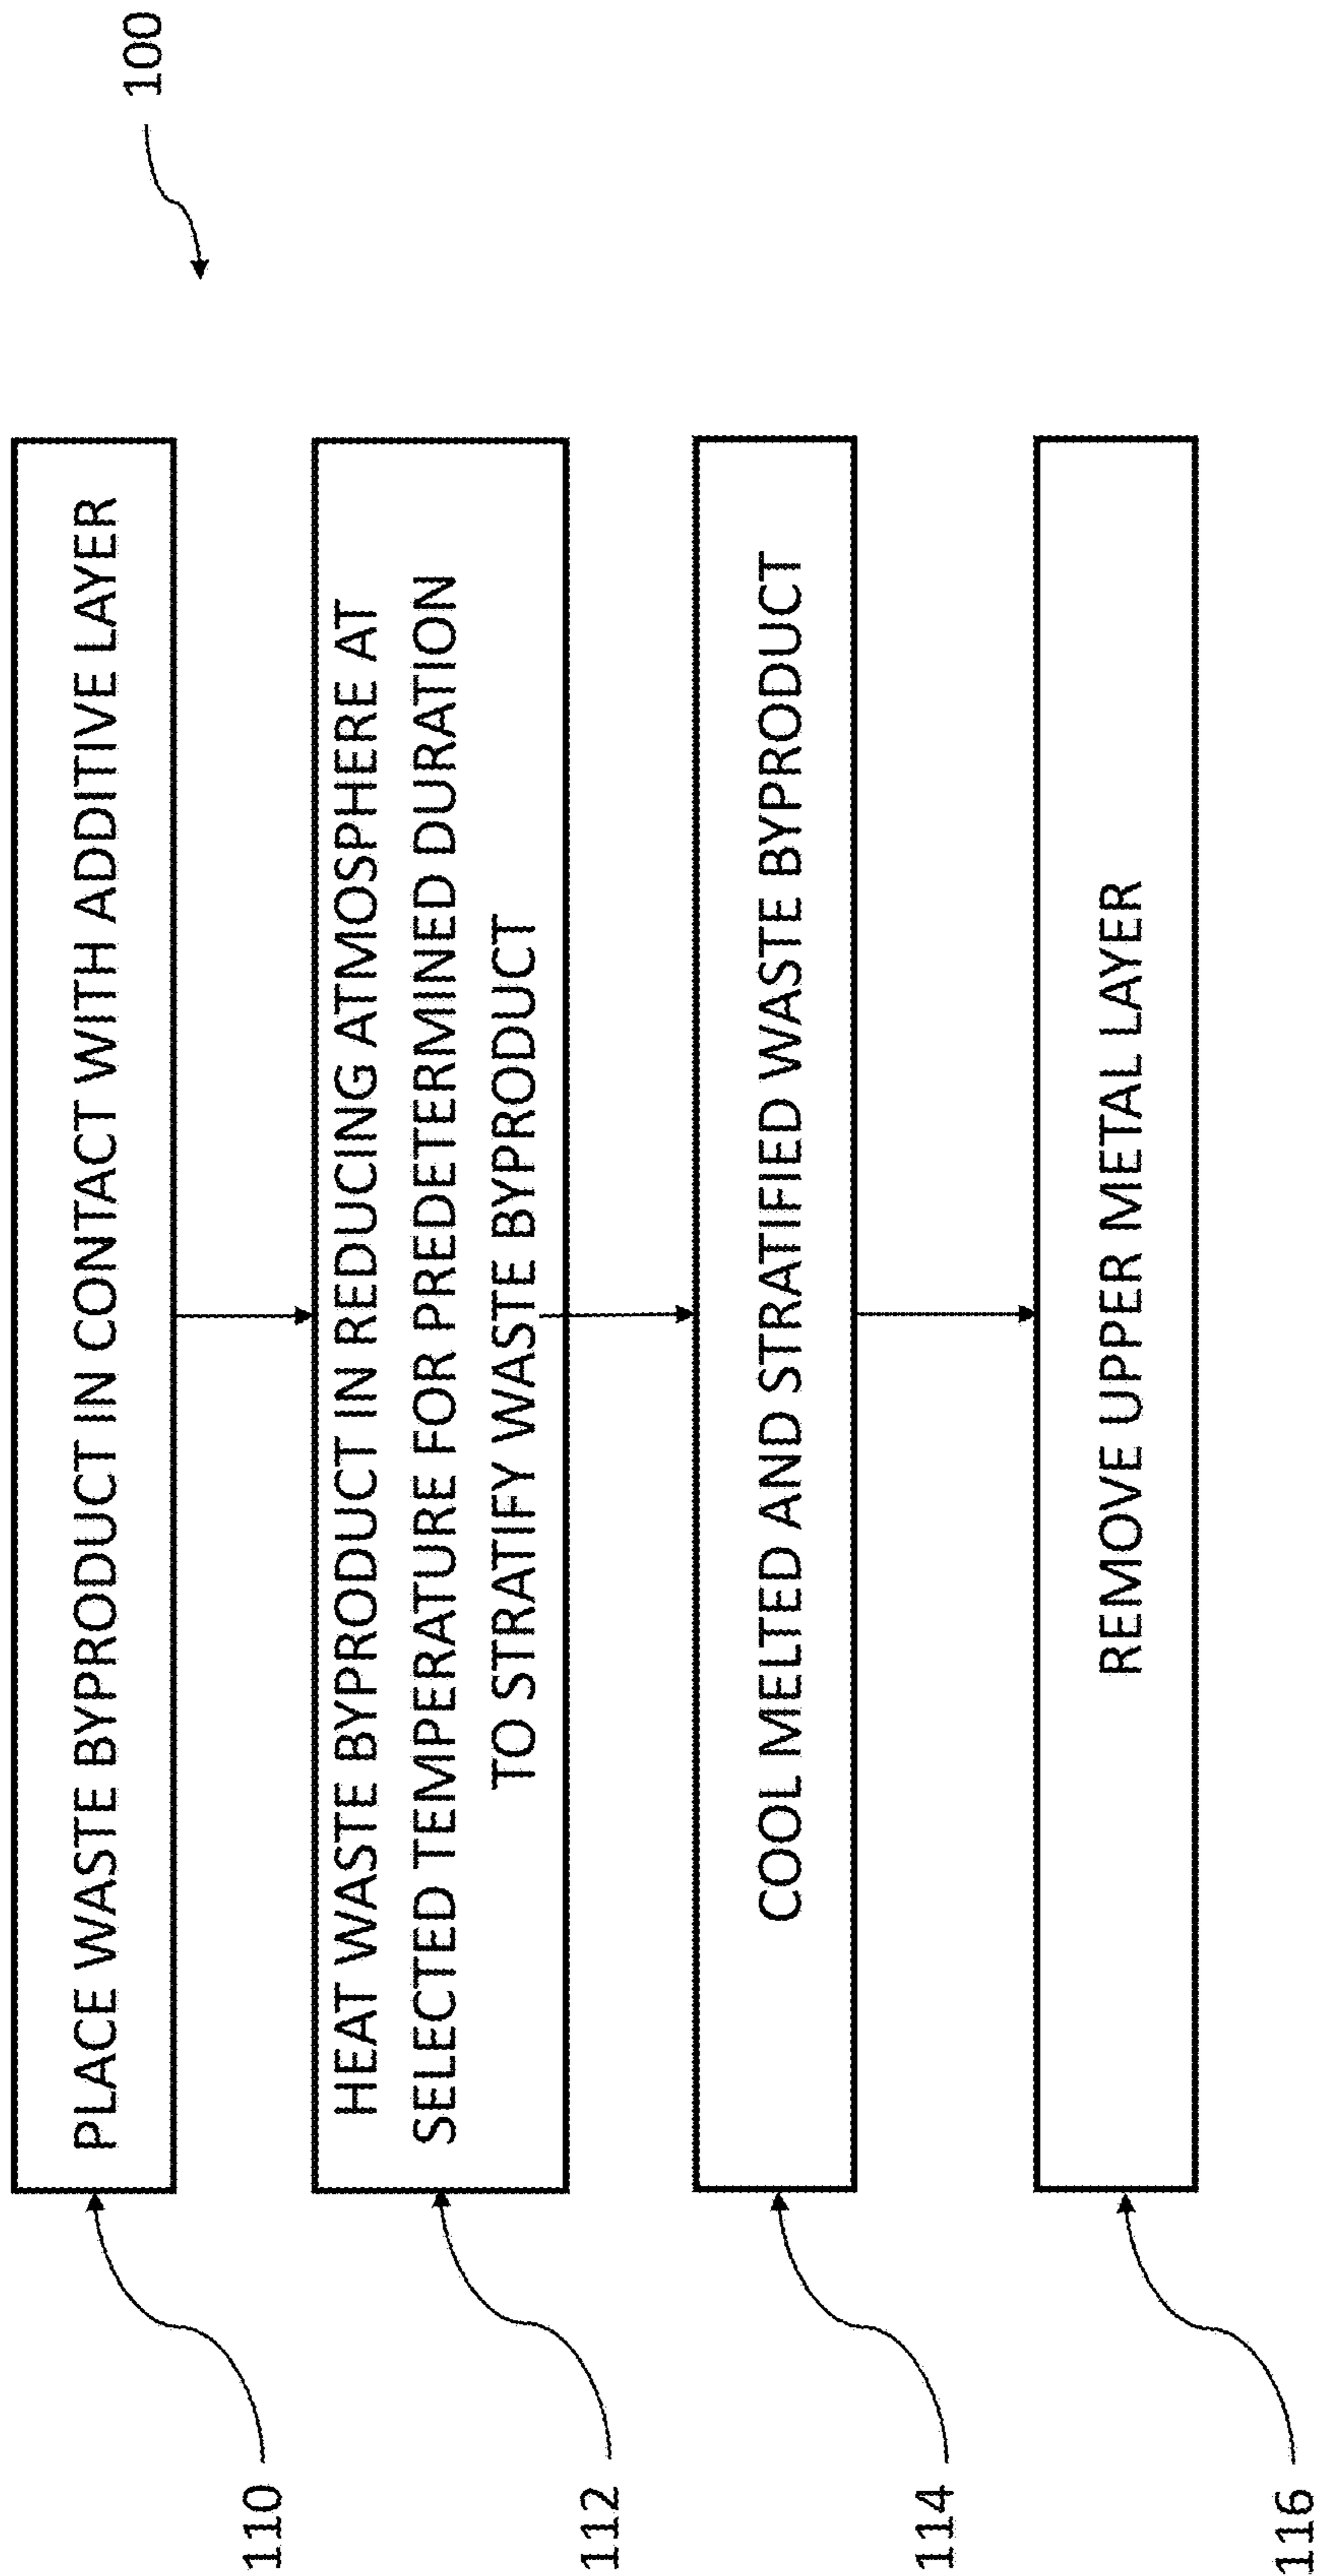 100
110
PLACE WASTE BYPRODUCT IN CONTACT WITH ADDITIVE LAYER
112
HEAT WASTE BYPRODUCT IN REDUCING ATMOSPHERE AT
SELECTED TEMPERATURE FOR PREDETERMINED DURATION
TO STRATIFY WASTE BYPRODUCT
114
COOL MELTED AND STRATIFIED WASTE BYPRODUCT
116
REMOVE UPPER METAL LAYER